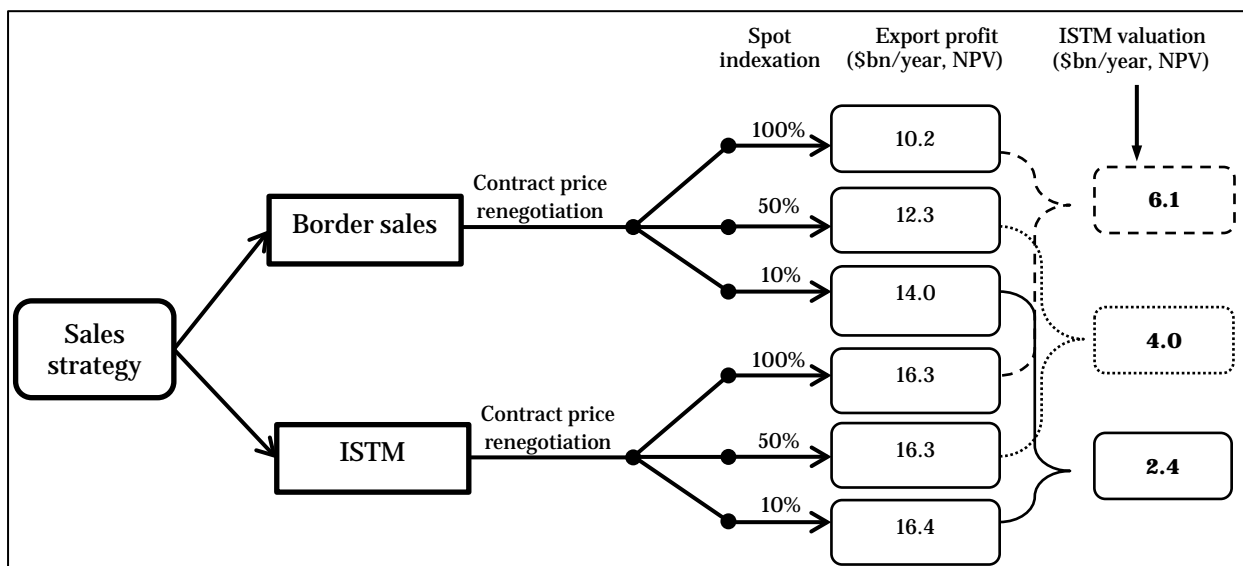 Spot
indexation
Export profit
($bn/year, NPV)
ISTM valuation
($bn/year, NPV)
100%
10.2
Contract price
renegotiation
50%
12.3
6.1
Border sales
10%
14.0
Sales
strategy
4.0
100%
16.3
Contract price
renegotiation
ISTM
50%
16.3
2.4
10%
16.4